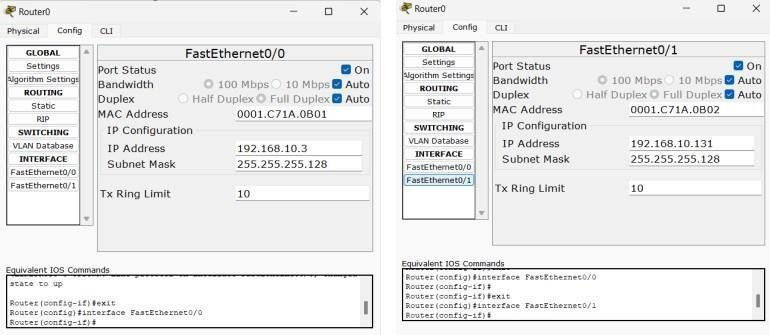 Router0
Physical Config CLI
GLOBAL
Settings
Algorithm Settings
ROUTING
Static
RIP
SWITCHING
VLAN Database
INTERFACE
FastEthernet0/0
FastEthernet0/1
FastEthernet0/0
Port Status On
Bandwidth 100 Mbps 10 Mbps Auto
Duplex Half Duplex Full Duplex Auto
MAC Address 0001.C71A.0B01
IP Configuration
IP Address 192.168.10.3
Subnet Mask 255.255.255.128
Tx Ring Limit 10
Equivalent IOS Commands
state to up
Router(config-if)#exit
Router(config)#interface FastEthernet0/0
Router(config-if)#
Router0
Physical Config CLI
GLOBAL
Settings
Algorithm Settings
ROUTING
Static
RIP
SWITCHING
VLAN Database
INTERFACE
FastEthernet0/0
FastEthernet0/1
FastEthernet0/1
Port Status On
Bandwidth 100 Mbps 10 Mbps Auto
Duplex Half Duplex Full Duplex Auto
MAC Address 0001.C71A.0B02
IP Configuration
IP Address 192.168.10.131
Subnet Mask 255.255.255.128
Tx Ring Limit 10
Equivalent IOS Commands
Router(config)#interface FastEthernet0/0
Router(config-if)#
Router(config-if)#exit
Router(config)#interface FastEthernet0/1
Router(config-if)#